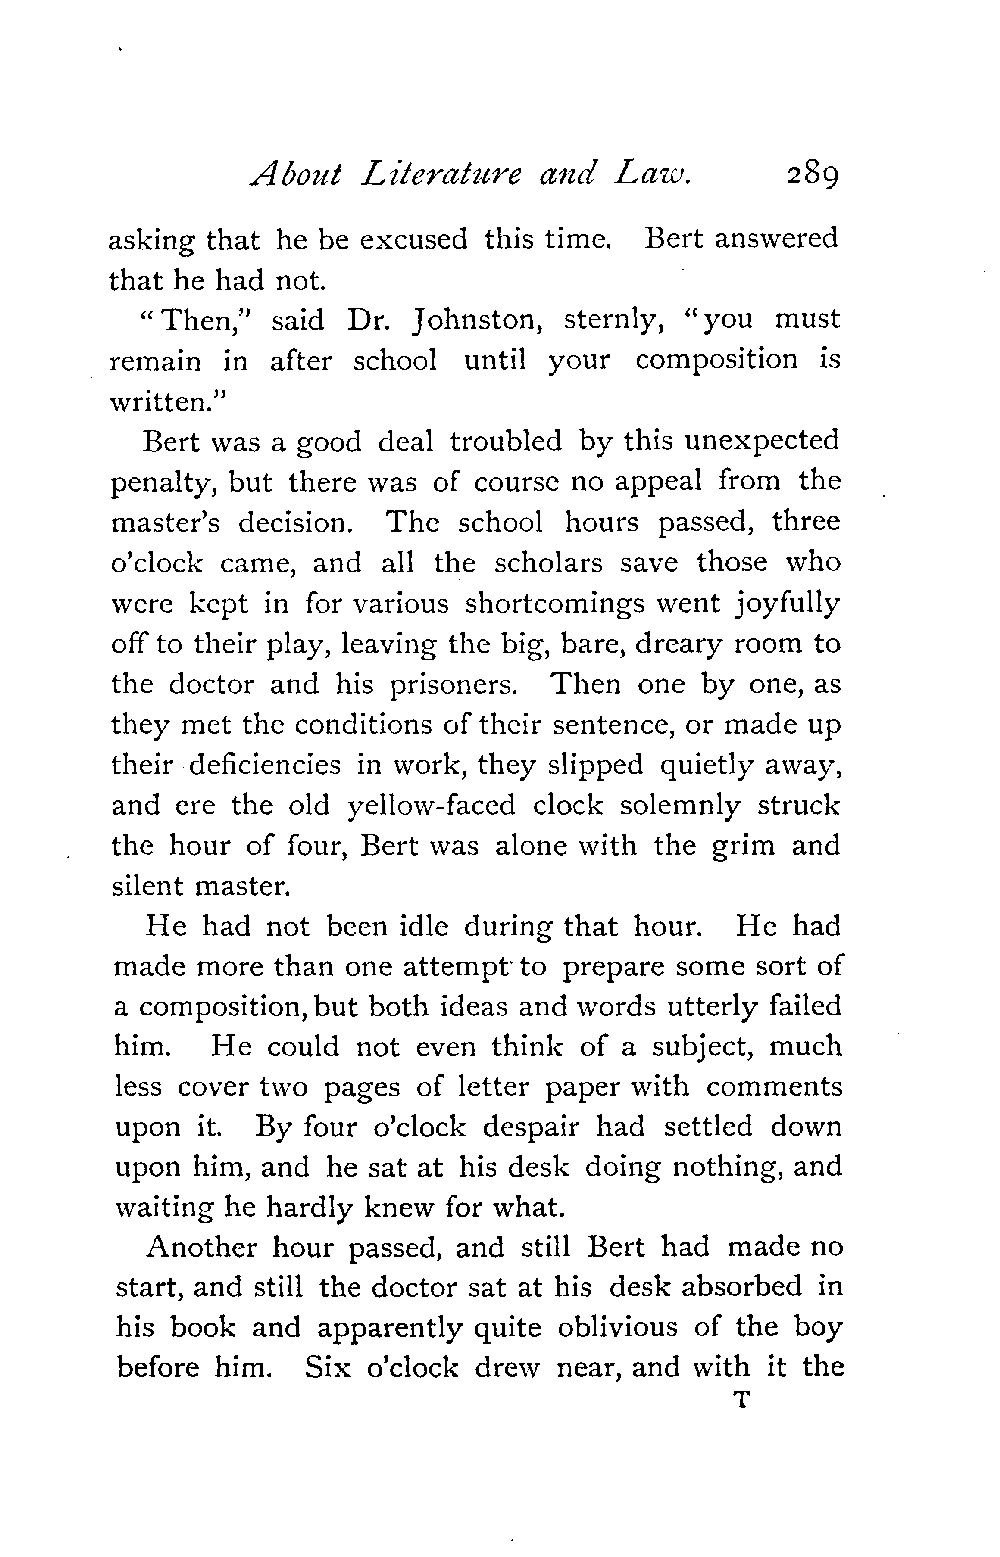 About Literature and Law. 289
asking that he be excused this time. Bert answered
that he had not.
"Then," said Dr. Johnston, sternly, "you must
remain in after school until your composition is
written."
Bert was a good deal troubled by this unexpected
penalty, but there was of course no appeal from the
master's decision. The school hours passed, three
o'clock came, and all the scholars save those who
were kept in for various shortcomings went joyfully
off to their play, leaving the big, bare, dreary room to
the doctor and his prisoners. Then one by one, as
they met the conditions of their sentence, or made up
their deficiencies in work, they slipped quietly away,
and ere the old yellow-faced clock solemnly struck
the hour of four, Bert was alone with the grim and
silent master.
He had not been idle during that hour. He had
made more than one attempt to prepare some sort of
a composition, but both ideas and words utterly failed
him. He could not even think of a subject, much
less cover two pages of letter paper with comments
upon it. By four o'clock despair had settled down
upon him, and he sat at his desk doing nothing, and
waiting he hardly knew for what.
Another hour passed, and still Bert had made no
start, and still the doctor sat at his desk absorbed in
his book and apparently quite oblivious of the boy
before him. Six o'clock drew near, and with it the
T